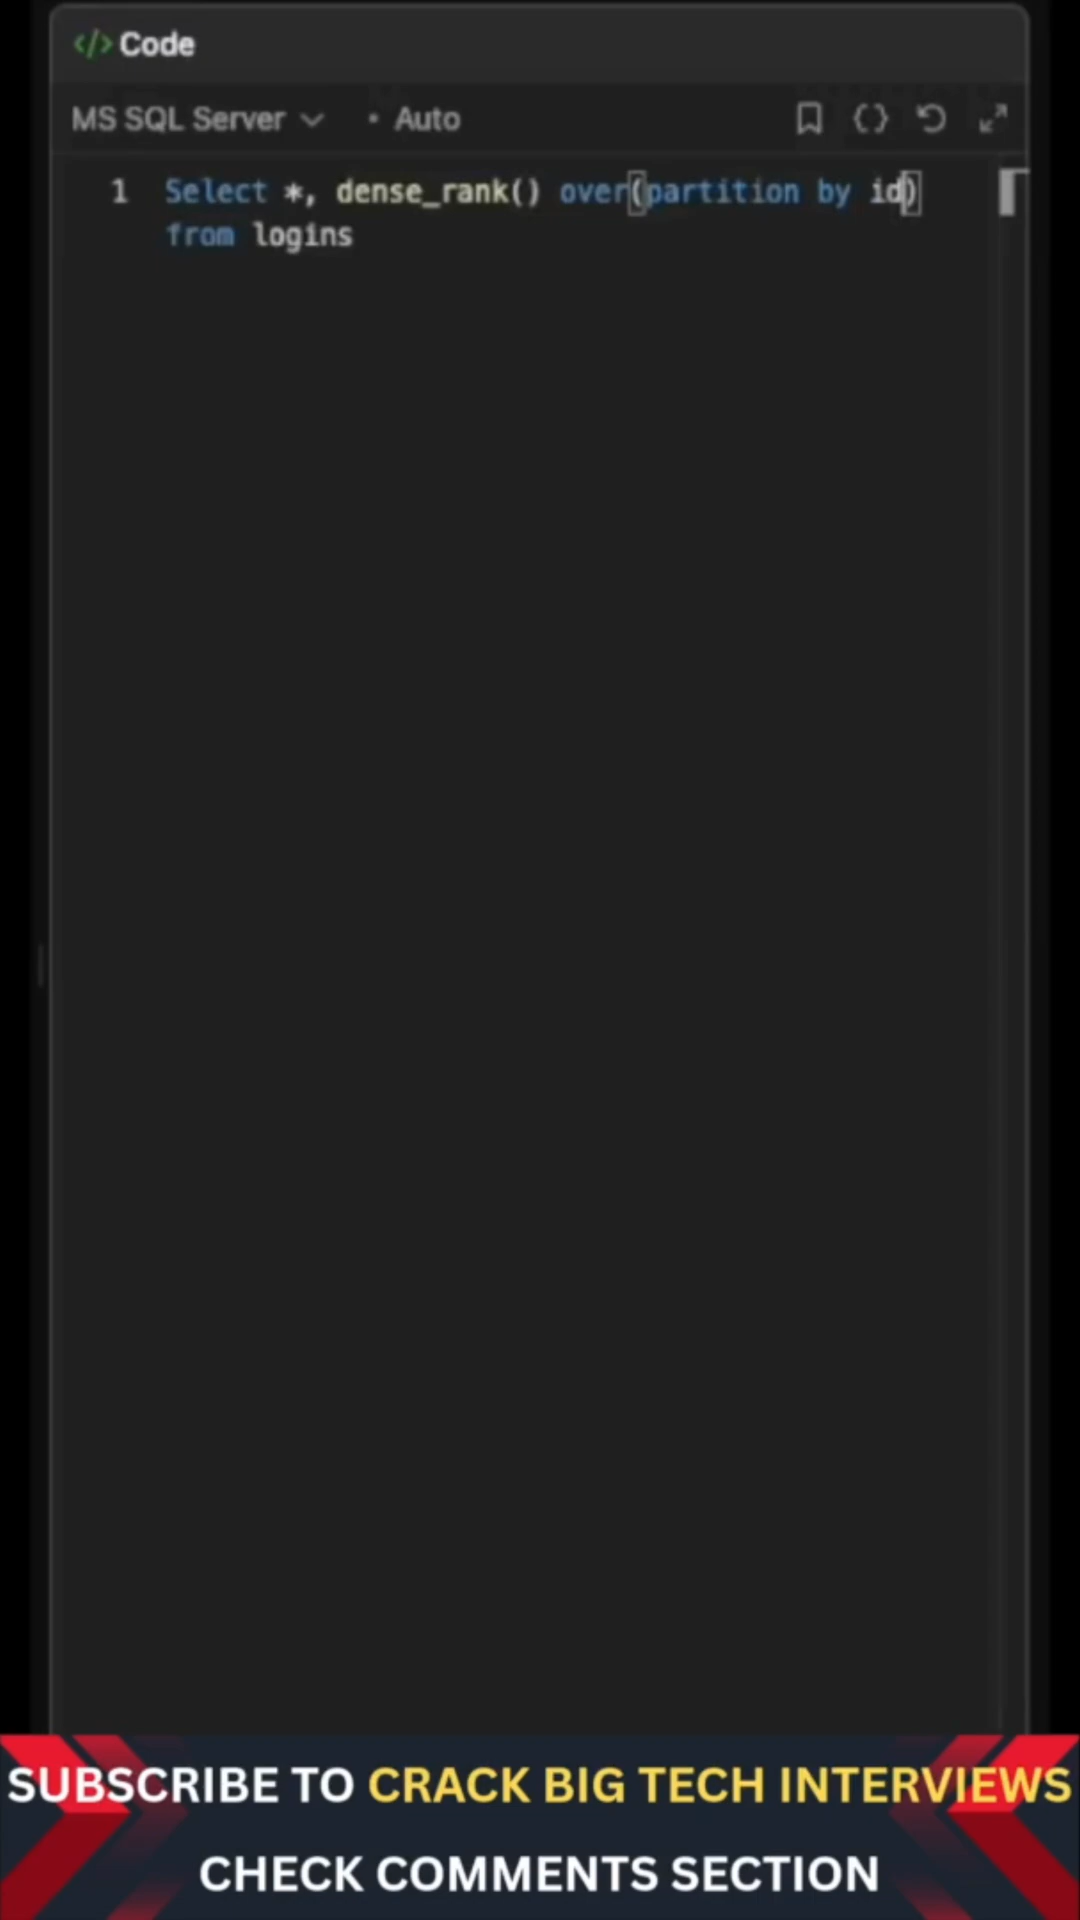 </> Code
MS SQL Server • Auto
1 Select *, dense_rank() over(partition by id)
from logins
SUBSCRIBE TO CRACK BIG TECH INTERVIEWS
CHECK COMMENTS SECTION